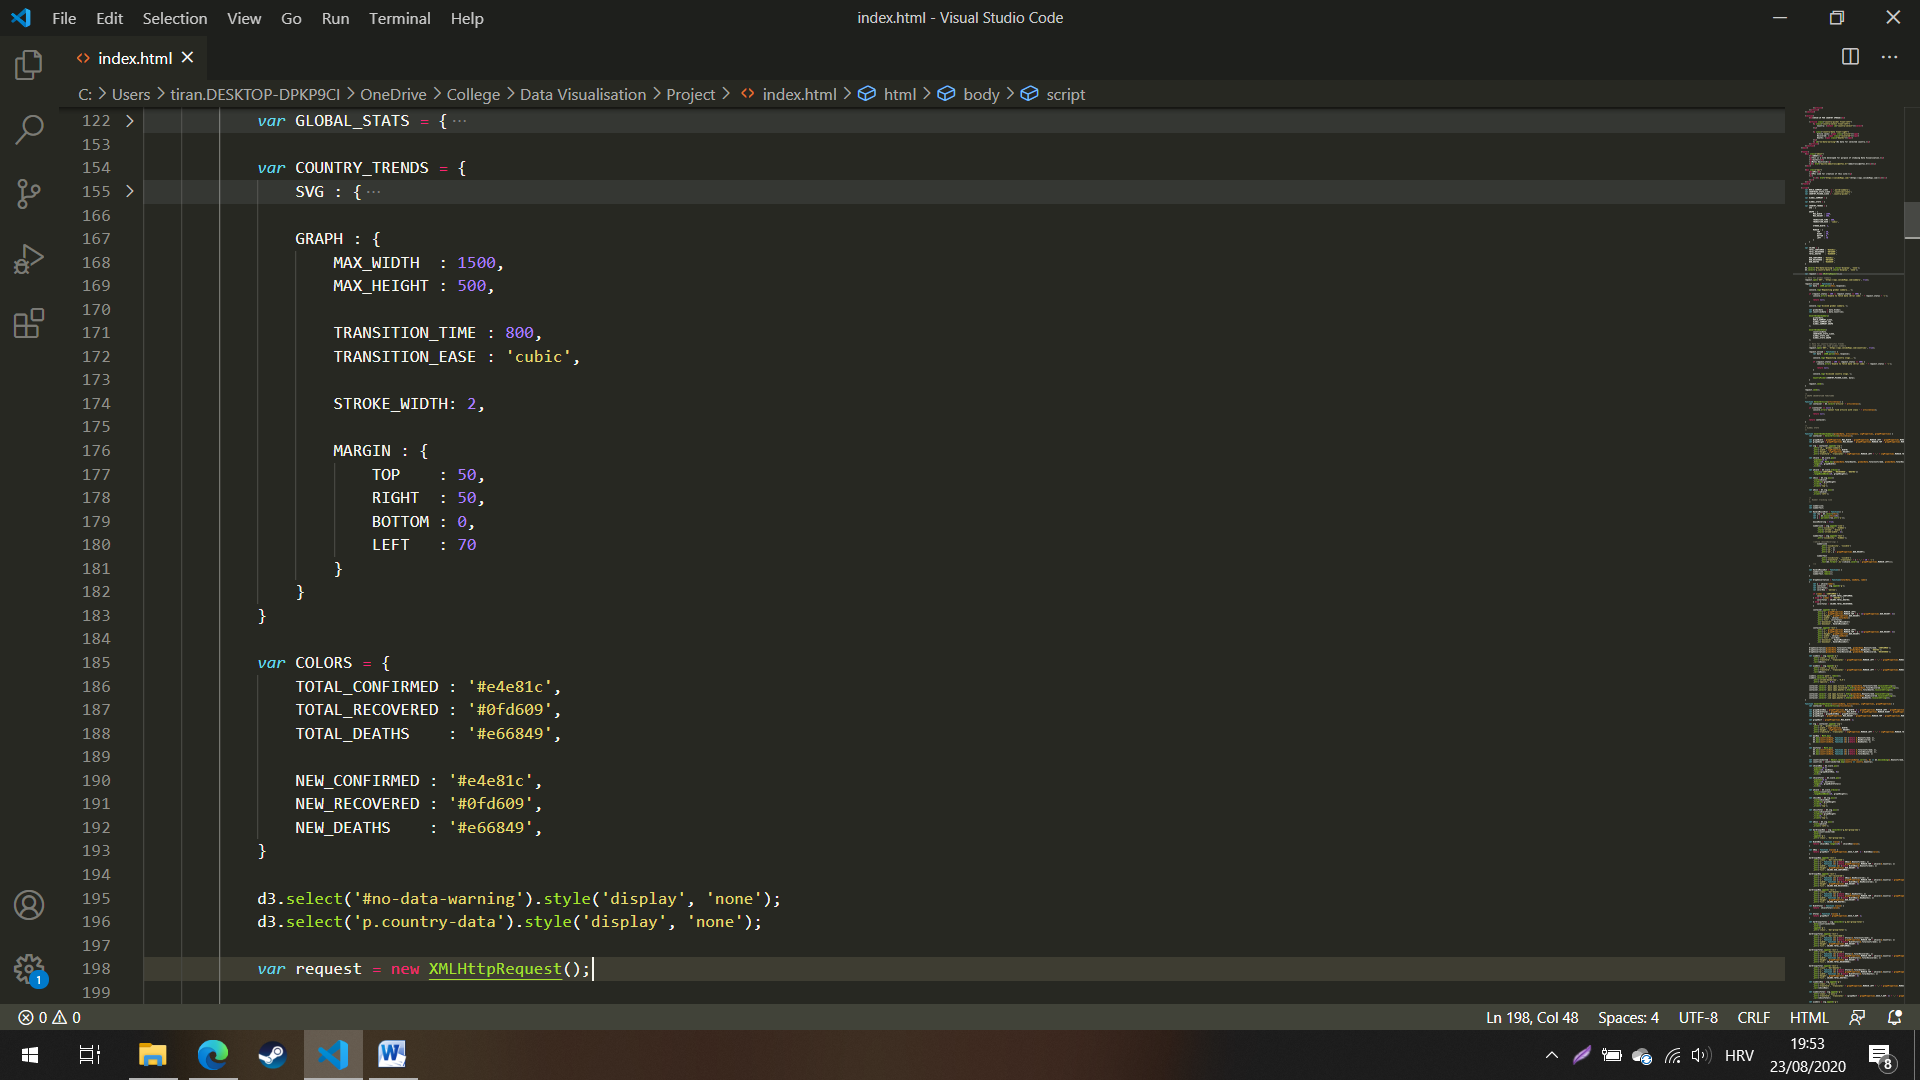 File Edit Selection View Go Run Terminal Help
index.html - Visual Studio Code
index.html
C: > Users > tiran.DESKTOP-DPKP9CI > OneDrive > College > Data Visualisation > Project > index.html > html > body > script
122 var GLOBAL_STATS = { ···
153
154 var COUNTRY_TRENDS = {
155 SVG : { ···
166
167 GRAPH : {
168 MAX_WIDTH : 1500,
169 MAX_HEIGHT : 500,
170
171 TRANSITION_TIME : 800,
172 TRANSITION_EASE : 'cubic',
173
174 STROKE_WIDTH: 2,
175
176 MARGIN : {
177 TOP : 50,
178 RIGHT : 50,
179 BOTTOM : 0,
180 LEFT : 70
181 }
182 }
183 }
184
185 var COLORS = {
186 TOTAL_CONFIRMED : '#e4e81c',
187 TOTAL_RECOVERED : '#0fd609',
188 TOTAL_DEATHS : '#e66849',
189
190 NEW_CONFIRMED : '#e4e81c',
191 NEW_RECOVERED : '#0fd609',
192 NEW_DEATHS : '#e66849',
193 }
194
195 d3.select('#no-data-warning').style('display', 'none');
196 d3.select('p.country-data').style('display', 'none');
197
198 var request = new XMLHttpRequest();
199
1
0 0
Ln 198, Col 48 Spaces: 4 UTF-8 CRLF HTML
HRV
19:53
23/08/2020
8